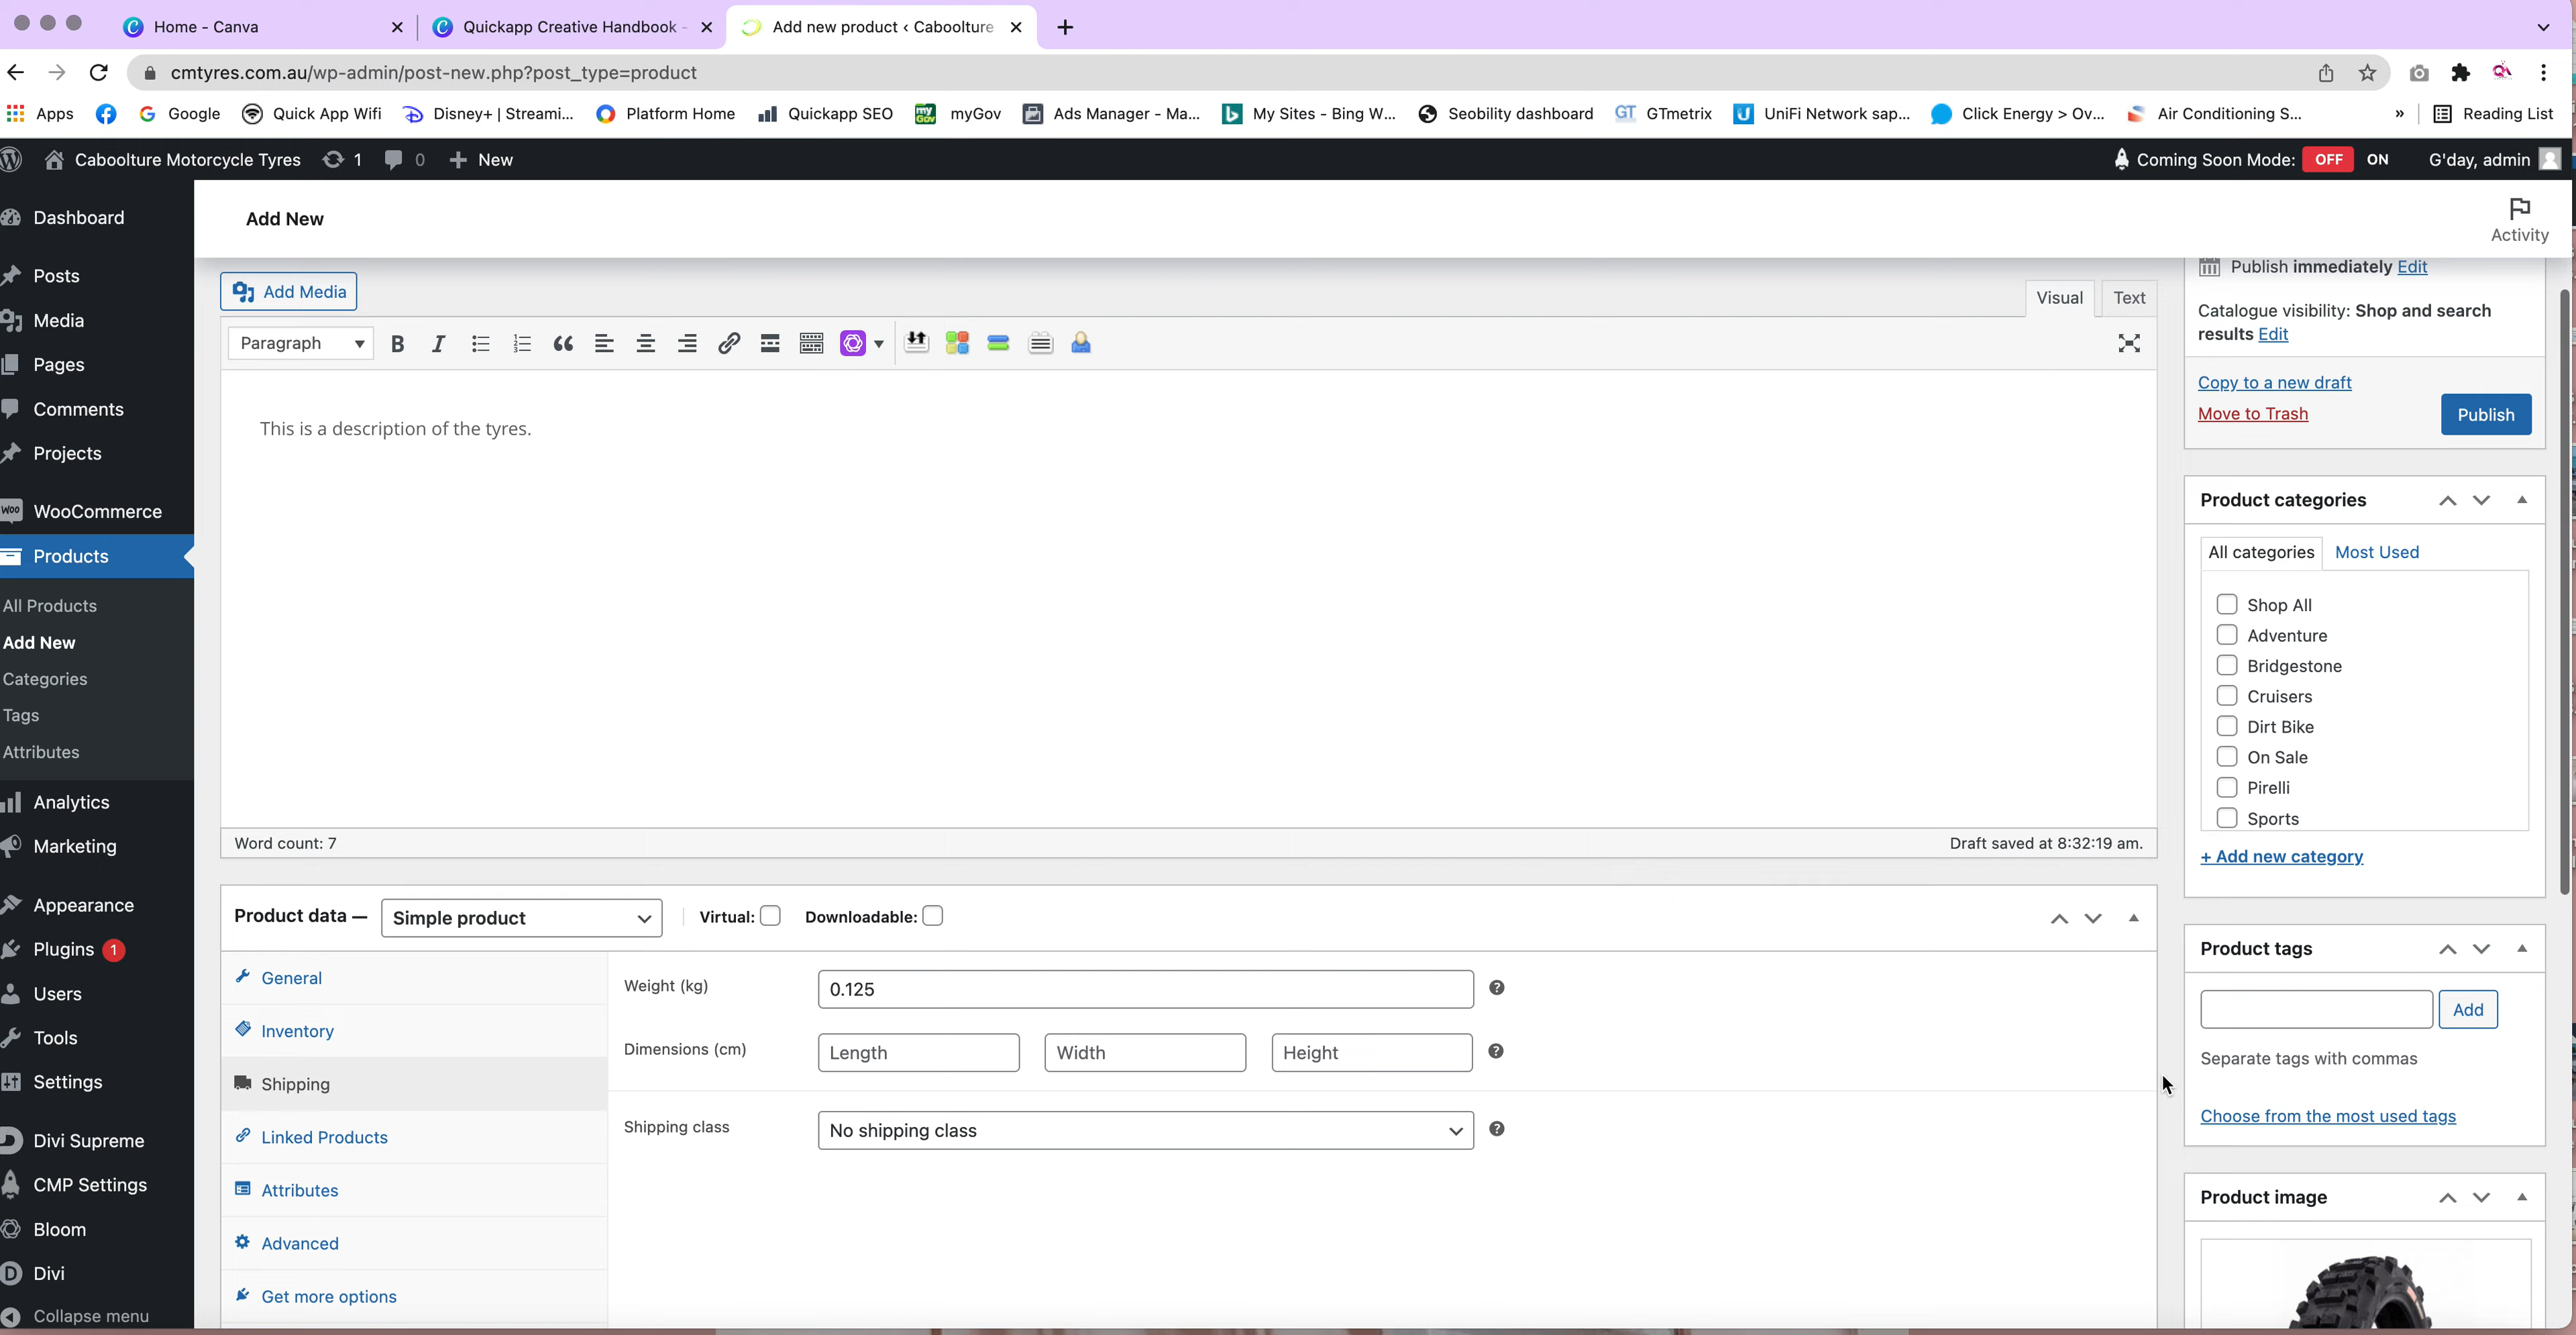 Home - Canva
Quickapp Creative Handbook -
Add new product ‹ Caboolture
cmtyres.com.au/wp-admin/post-new.php?post_type=product
Apps
Google
Quick App Wifi
Disney+ | Streami...
Platform Home
Quickapp SEO
my Gov
myGov
Ads Manager - Ma...
My Sites - Bing W...
Seobility dashboard
GT
GTmetrix
UniFi Network sap...
Click Energy > Ov...
Air Conditioning S...
»
Reading List
Caboolture Motorcycle Tyres
1
0
New
Coming Soon Mode: OFF ON
G'day, admin
Dashboard
Posts
Media
Pages
Comments
Projects
WooCommerce
Products
All Products
Add New
Categories
Tags
Attributes
Analytics
Marketing
Appearance
Plugins 1
Users
Tools
Settings
Divi Supreme
CMP Settings
Bloom
Divi
Collapse menu
Add New
Activity
Add Media
Visual
Text
Paragraph
This is a description of the tyres.
Word count: 7
Draft saved at 8:32:19 am.
Product data —
Simple product
Virtual:
Downloadable:
General
Inventory
Shipping
Linked Products
Attributes
Advanced
Get more options
Weight (kg)
0.125
Dimensions (cm)
Length
Width
Height
Shipping class
No shipping class
Publish immediately Edit
Catalogue visibility: Shop and search
results Edit
Copy to a new draft
Move to Trash
Publish
Product categories
All categories
Most Used
Shop All
Adventure
Bridgestone
Cruisers
Dirt Bike
On Sale
Pirelli
Sports
+ Add new category
Product tags
Add
Separate tags with commas
Choose from the most used tags
Product image